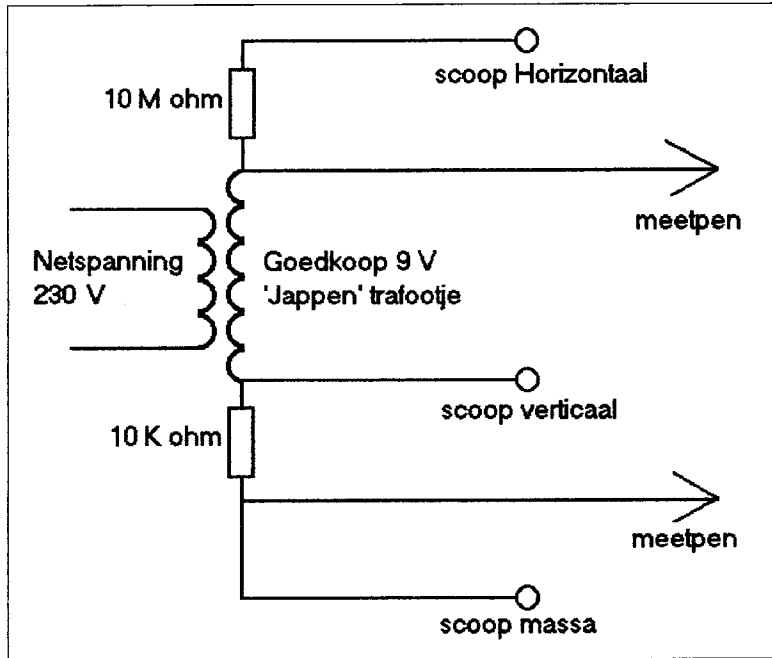 scoop Horizontaal
10 M ohm
meetpen
Netspanning
230 V
Goedkoop 9 V
'Jappen' trafootje
scoop verticaal
10 K ohm
meetpen
scoop massa